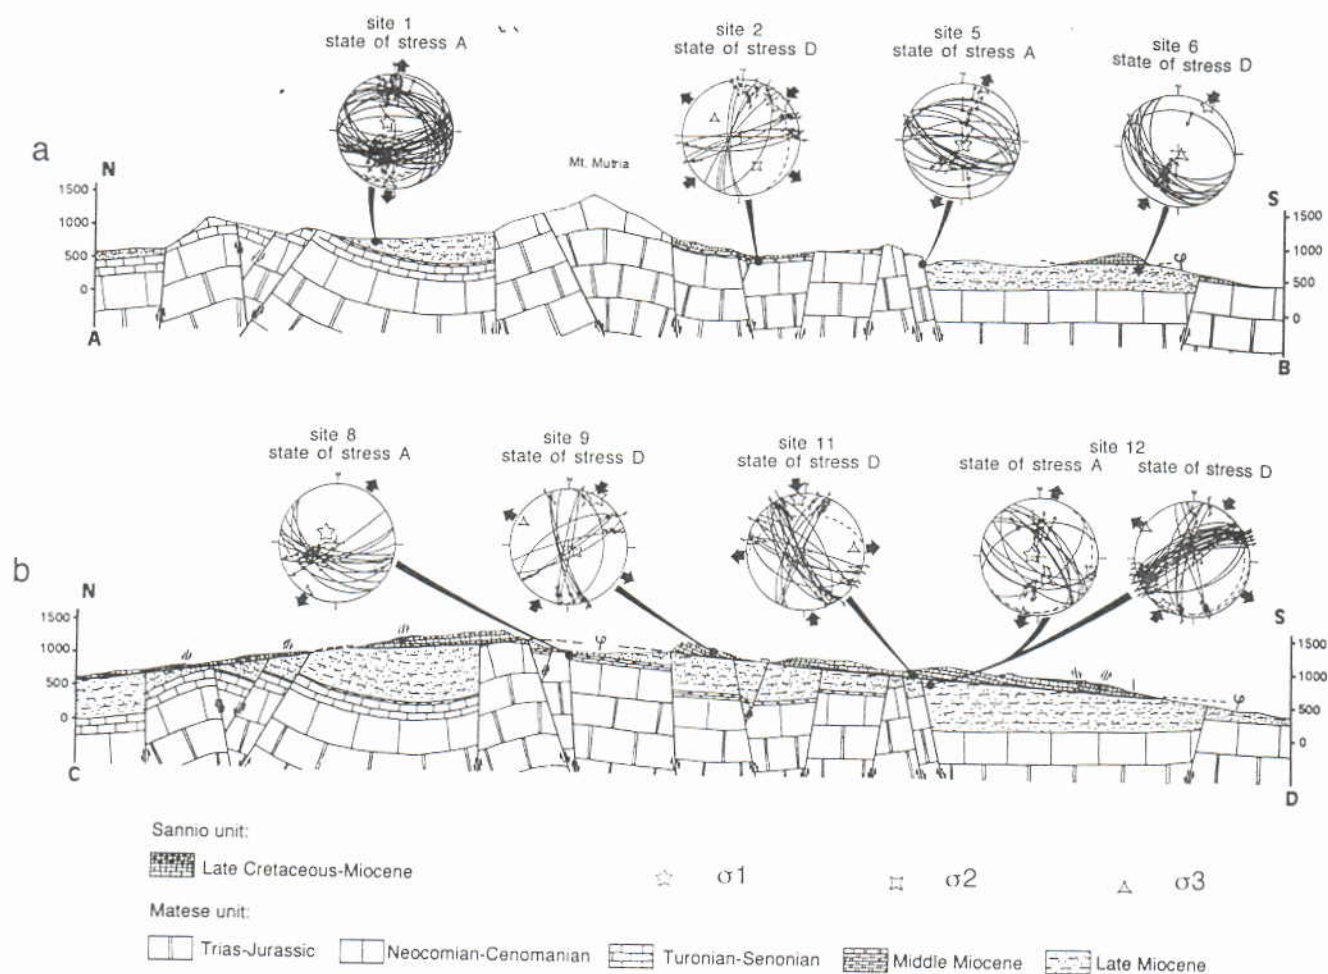 site 1
state of stress A
site 2
state of stress D
site 5
state of stress A
site 6
state of stress D
a
N
Mt. Mutria
S
1500
1000
500
0
1500
1000
500
0
φ
A
B
site 8
state of stress A
site 9
state of stress D
site 11
state of stress D
site 12
state of stress A
state of stress D
b
N
S
1500
1000
500
0
1500
1000
500
0
φ
φ
C
D
Sannio unit:
Late Cretaceous-Miocene
σ1
σ2
σ3
Matese unit:
Trias-Jurassic
Neocomian-Cenomanian
Turonian-Senonian
Middle Miocene
Late Miocene